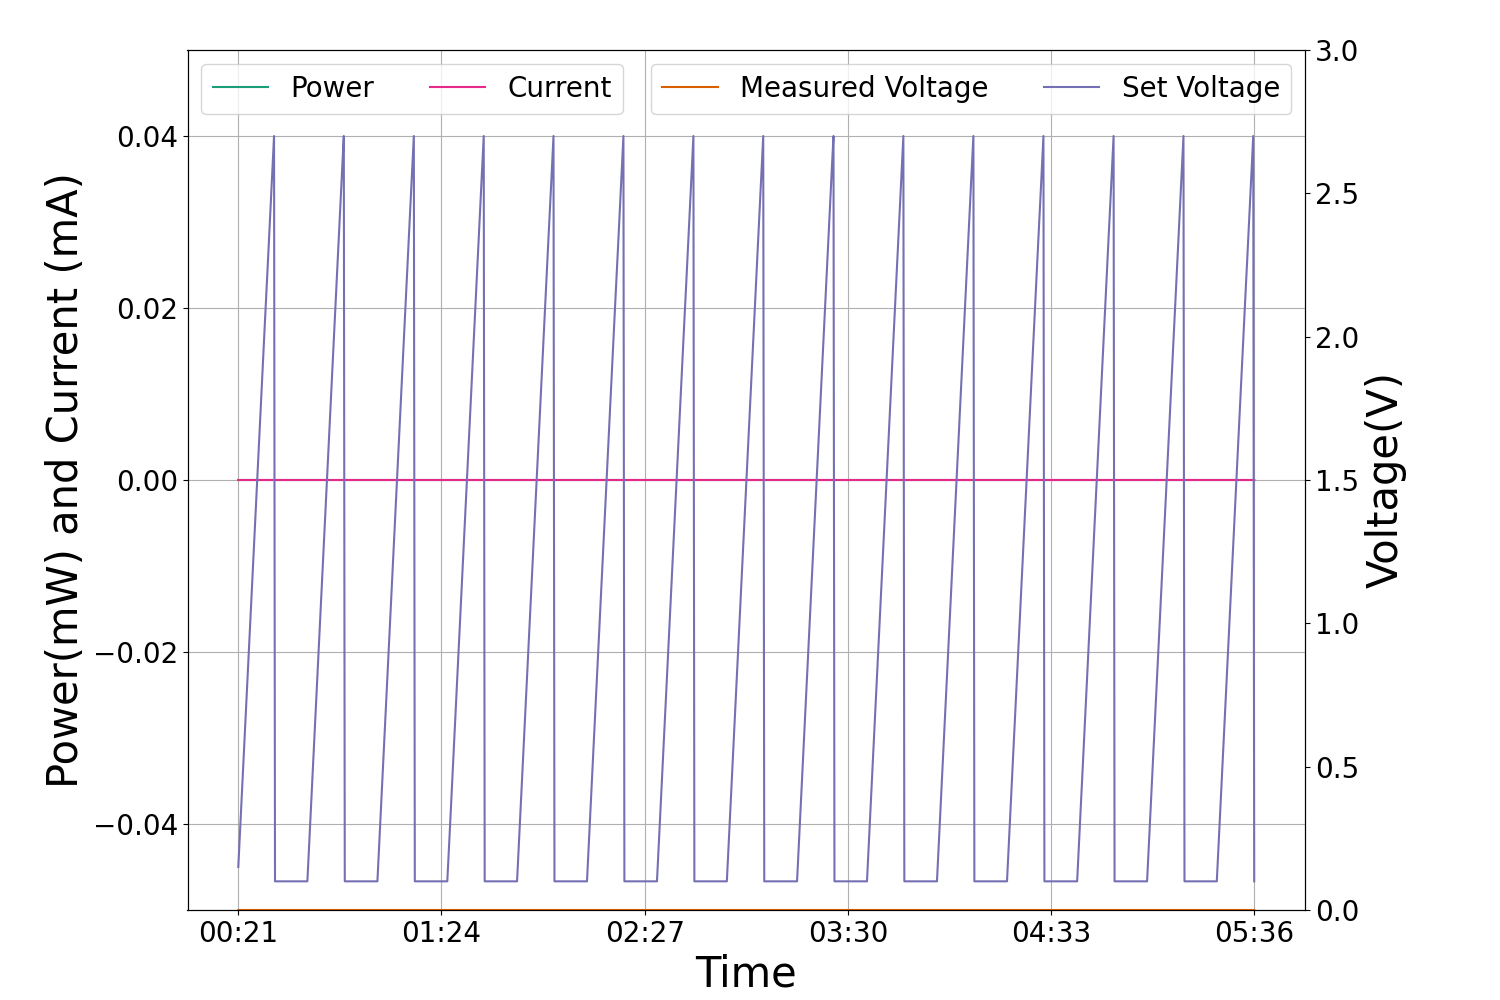 Power Current Measured Voltage Set Voltage
Power(mW) and Current (mA)
0.04
0.02
0.00
−0.02
−0.04
3.0
2.5
2.0
1.5
1.0
0.5
0.0
Voltage(V)
00:21 01:24 02:27 03:30 04:33 05:36
Time